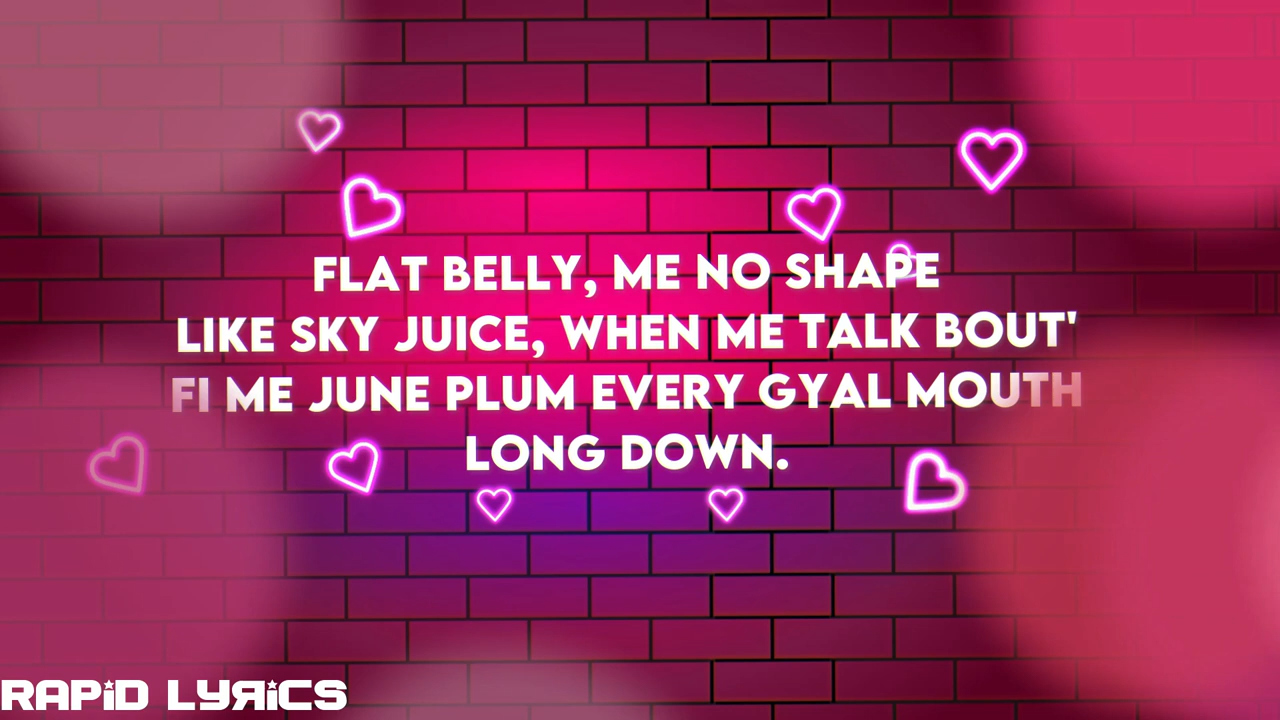 FLAT BELLY, ME NO SHAPE
LIKE SKY JUICE, WHEN ME TALK BOUT'
FI ME JUNE PLUM EVERY GYAL MOUTH
LONG DOWN.
RAPID LYRICS